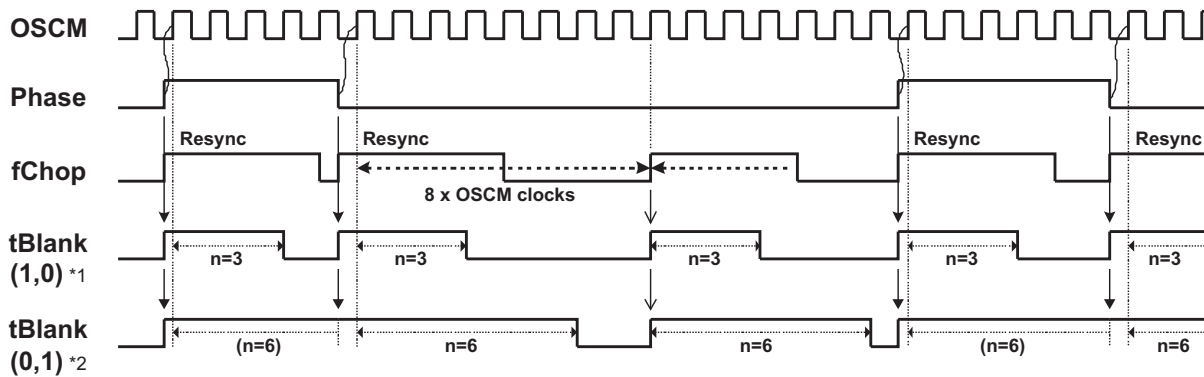 OSCM
Phase
Resync Resync Resync Resync
fChop
8 x OSCM clocks
tBlank
(1,0) *1
n=3 n=3 n=3 n=3 n=3
tBlank
(0,1) *2
(n=6) n=6 n=6 (n=6) n=6